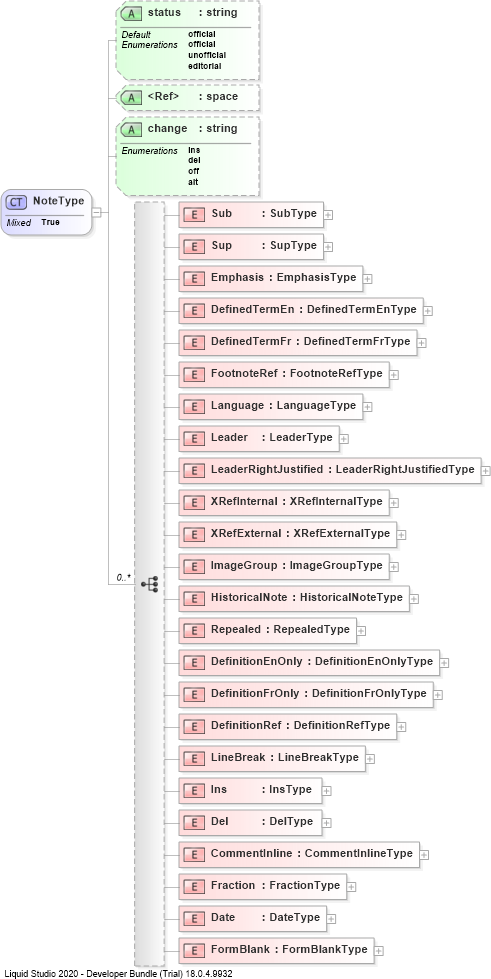 A status : string
Default official
Enumerations official
unofficial
editorial
A <Ref> : space
A change : string
Enumerations ins
del
off
alt
CT NoteType
Mixed True
E Sub : SubType
E Sup : SupType
E Emphasis : EmphasisType
E DefinedTermEn : DefinedTermEnType
E DefinedTermFr : DefinedTermFrType
E FootnoteRef : FootnoteRefType
E Language : LanguageType
E Leader : LeaderType
E LeaderRightJustified : LeaderRightJustifiedType
E XRefInternal : XRefInternalType
E XRefExternal : XRefExternalType
E ImageGroup : ImageGroupType
0..*
E HistoricalNote : HistoricalNoteType
E Repealed : RepealedType
E DefinitionEnOnly : DefinitionEnOnlyType
E DefinitionFrOnly : DefinitionFrOnlyType
E DefinitionRef : DefinitionRefType
E LineBreak : LineBreakType
E Ins : InsType
E Del : DelType
E CommentInline : CommentInlineType
E Fraction : FractionType
E Date : DateType
E FormBlank : FormBlankType
Liquid Studio 2020 - Developer Bundle (Trial) 18.0.4.9932